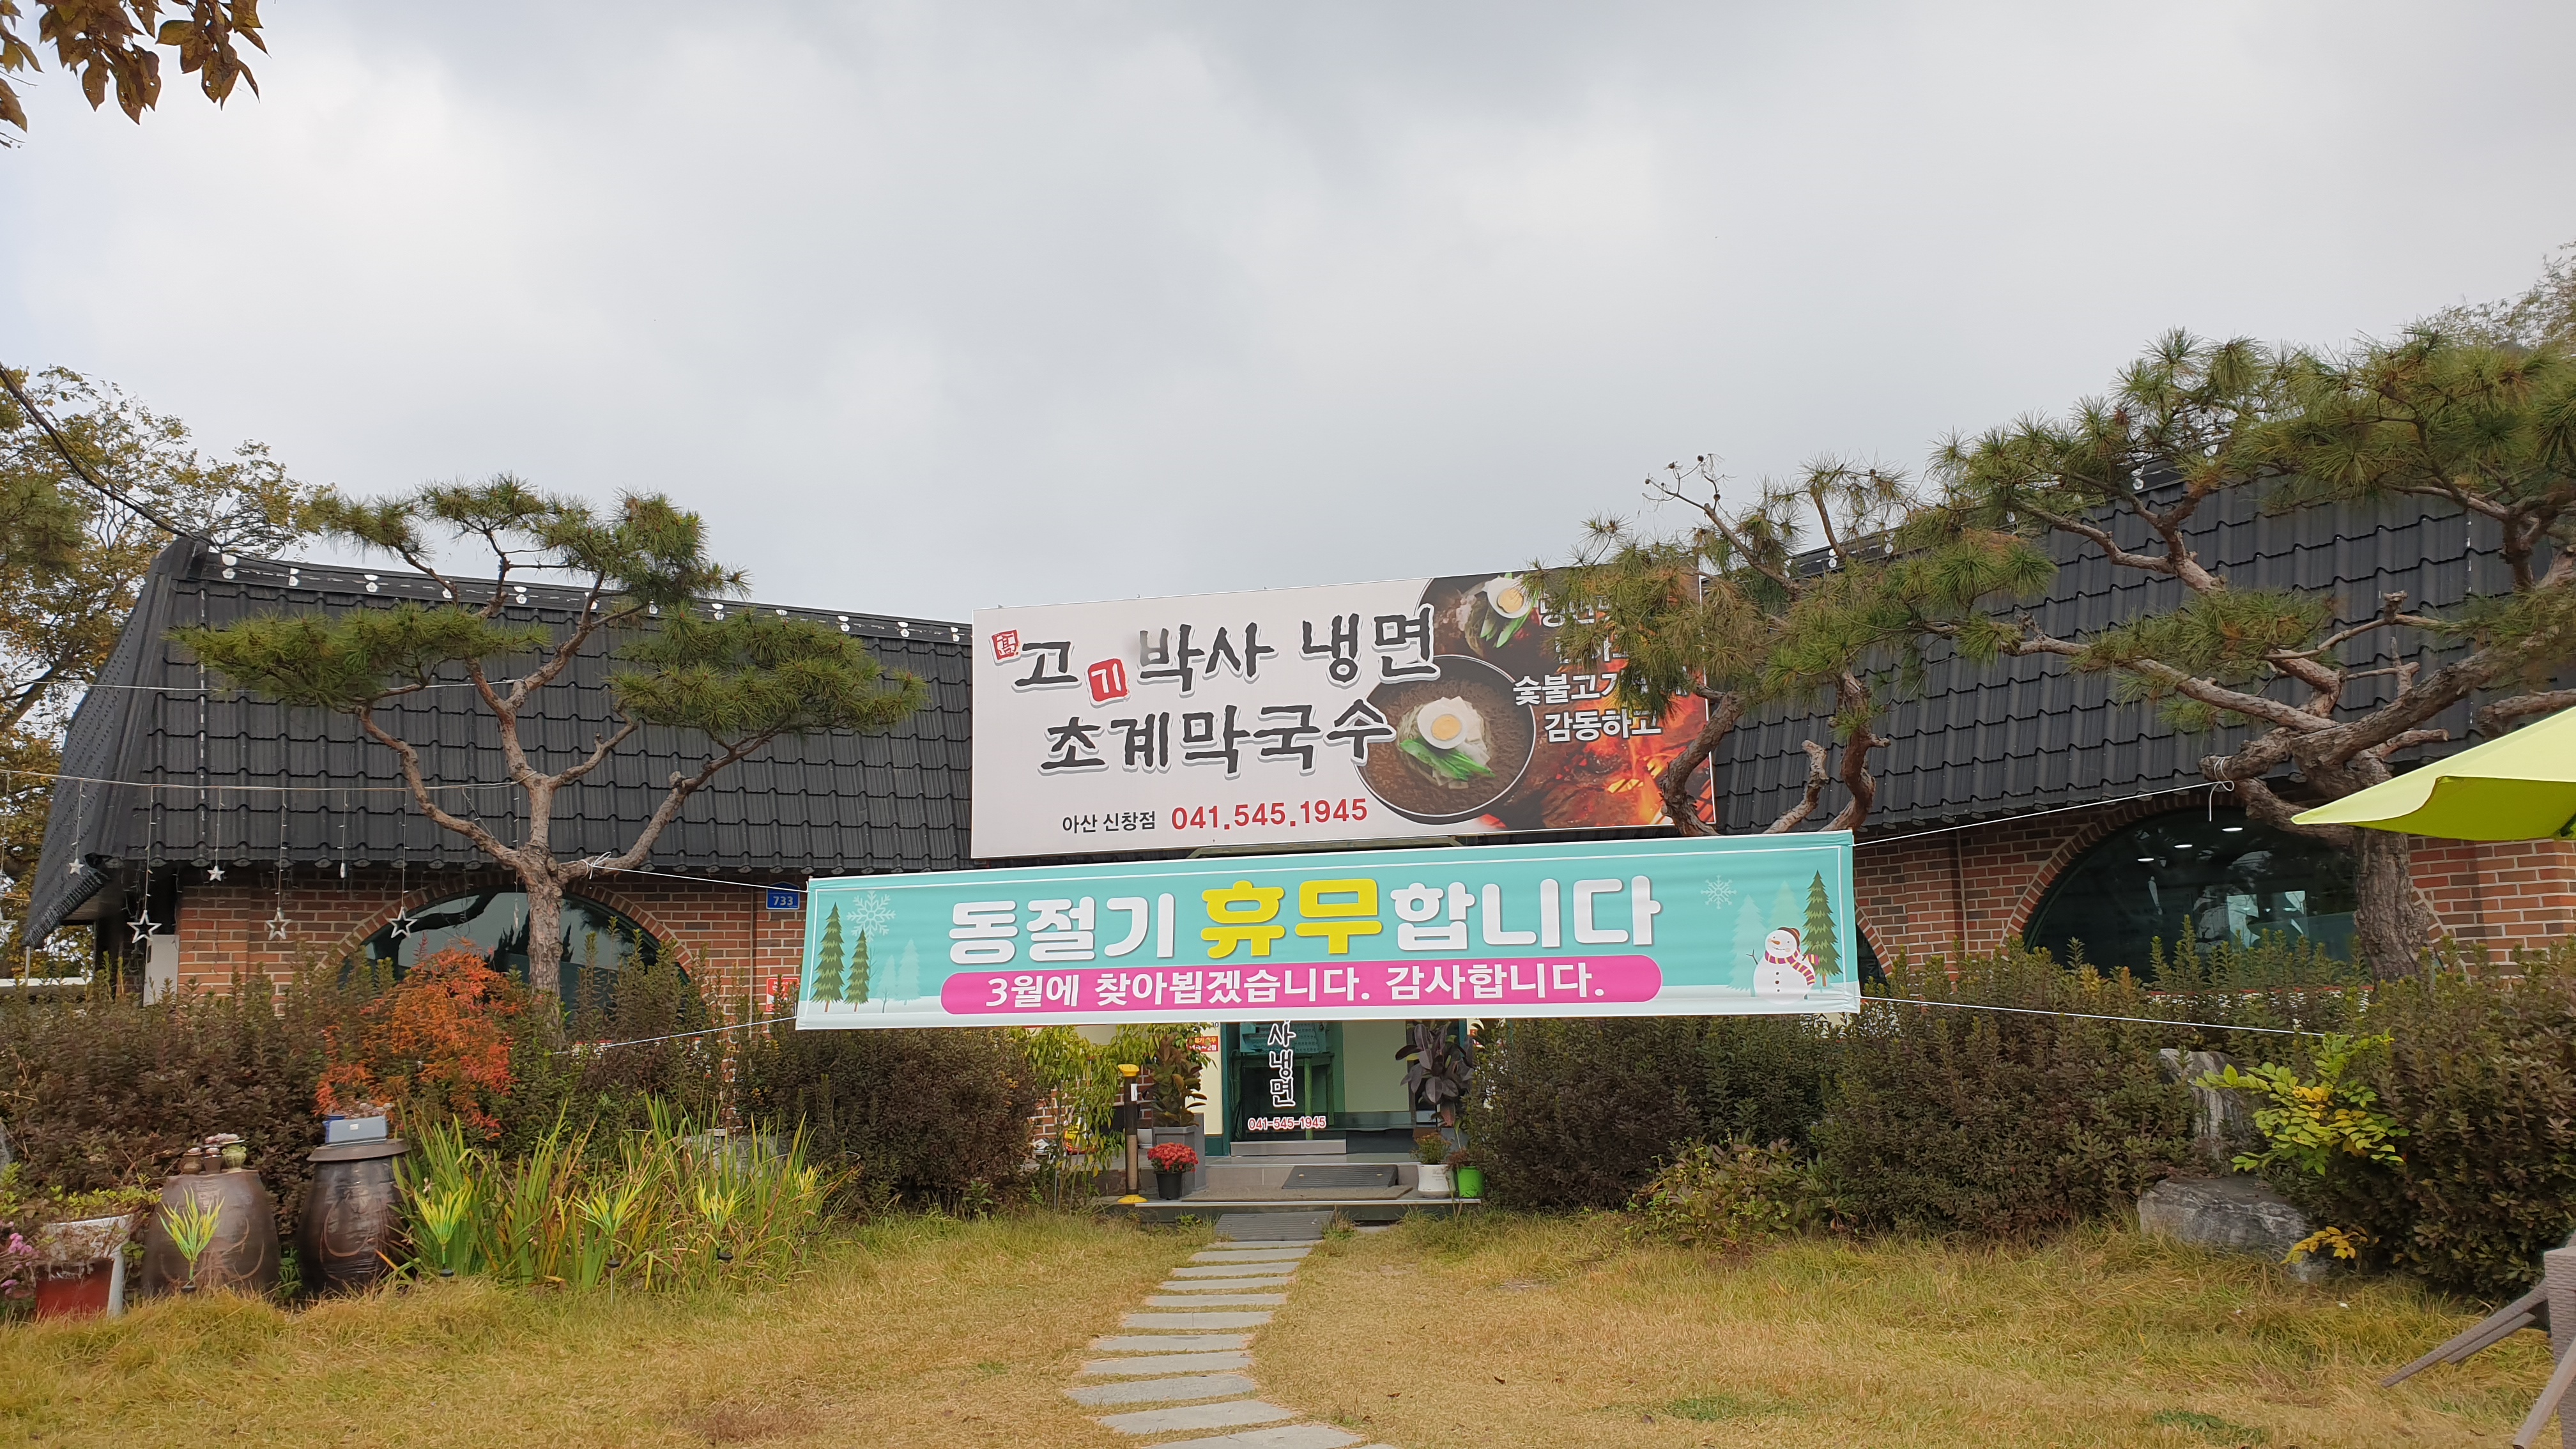 고기박사 냉면
초계막국수
아산 신창점 041.545.1945
숯불고기
감동하고
733
동절기 휴무합니다
3월에 찾아뵙겠습니다. 감사합니다.
사냉면
041-545-1945